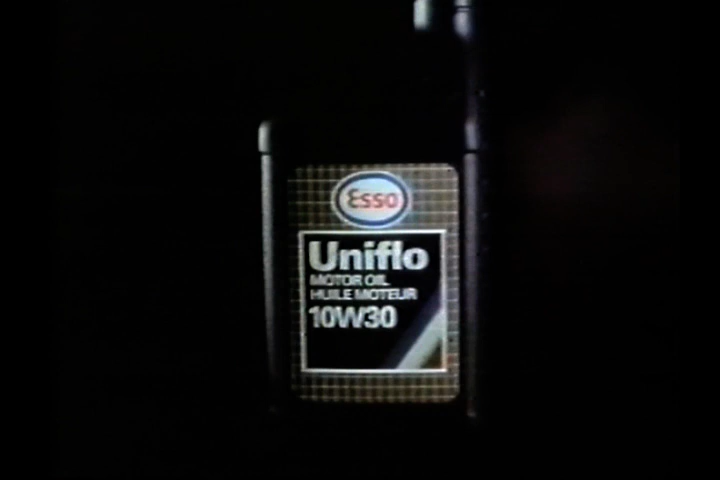 Esso
Uniflo
MOTOR OIL
HUILE MOTEUR
10W30